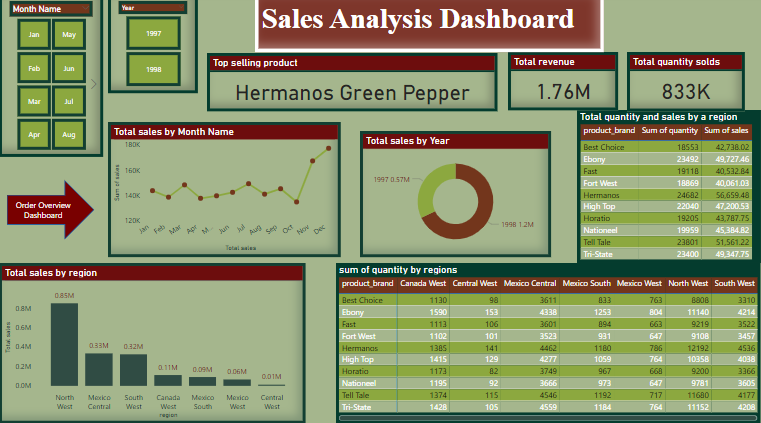 Sales Analysis Dashboard
Month Name
Jan May
Feb Jun
Mar Jul
Apr Aug
Year
1997
1998
Top selling product
Hermanos Green Pepper
Total revenue
1.76M
Total quantity solds
833K
Order Overview
Dashboard
Total sales by Month Name
Sum of sales
180K
160K
140K
120K
Jan Feb Mar Apr M... Jun Jul Aug Sep Oct Nov Dec
Total sales
Total sales by Year
1997 0.57M
1998 1.2M
Total quantity and sales by a region
product_brand Sum of quantity Sum of sales
Best Choice 18553 42,738.02
Ebony 23492 49,727.46
Fast 19118 40,532.84
Fort West 18869 40,061.03
Hermanos 24682 56,659.48
High Top 22040 47,200.53
Horatio 19205 43,787.75
Nationeel 19959 45,384.82
Tell Tale 23801 51,561.22
Tri-State 23400 49,347.75
Total sales by region
Total sales
0.8M
0.6M
0.4M
0.2M
0.0M
0.85M
0.33M
0.32M
0.11M
0.09M
0.06M
0.01M
North West
Mexico Central
South West
Canada West
Mexico South
Mexico West
Central West
region
sum of quantity by regions
product_brand Canada West Central West Mexico Central Mexico South Mexico West North West South West
Best Choice 1130 98 3611 833 763 8808 3310
Ebony 1590 153 4338 1253 804 11140 4214
Fast 1113 106 3601 894 663 9219 3522
Fort West 1102 101 3523 931 647 9108 3457
Hermanos 1385 141 4462 1180 786 12192 4536
High Top 1415 129 4277 1059 764 10358 4038
Horatio 1173 82 3749 967 668 9200 3366
Nationeel 1195 92 3666 973 647 9781 3605
Tell Tale 1374 115 4546 1192 717 11680 4177
Tri-State 1428 105 4559 1184 764 11152 4208